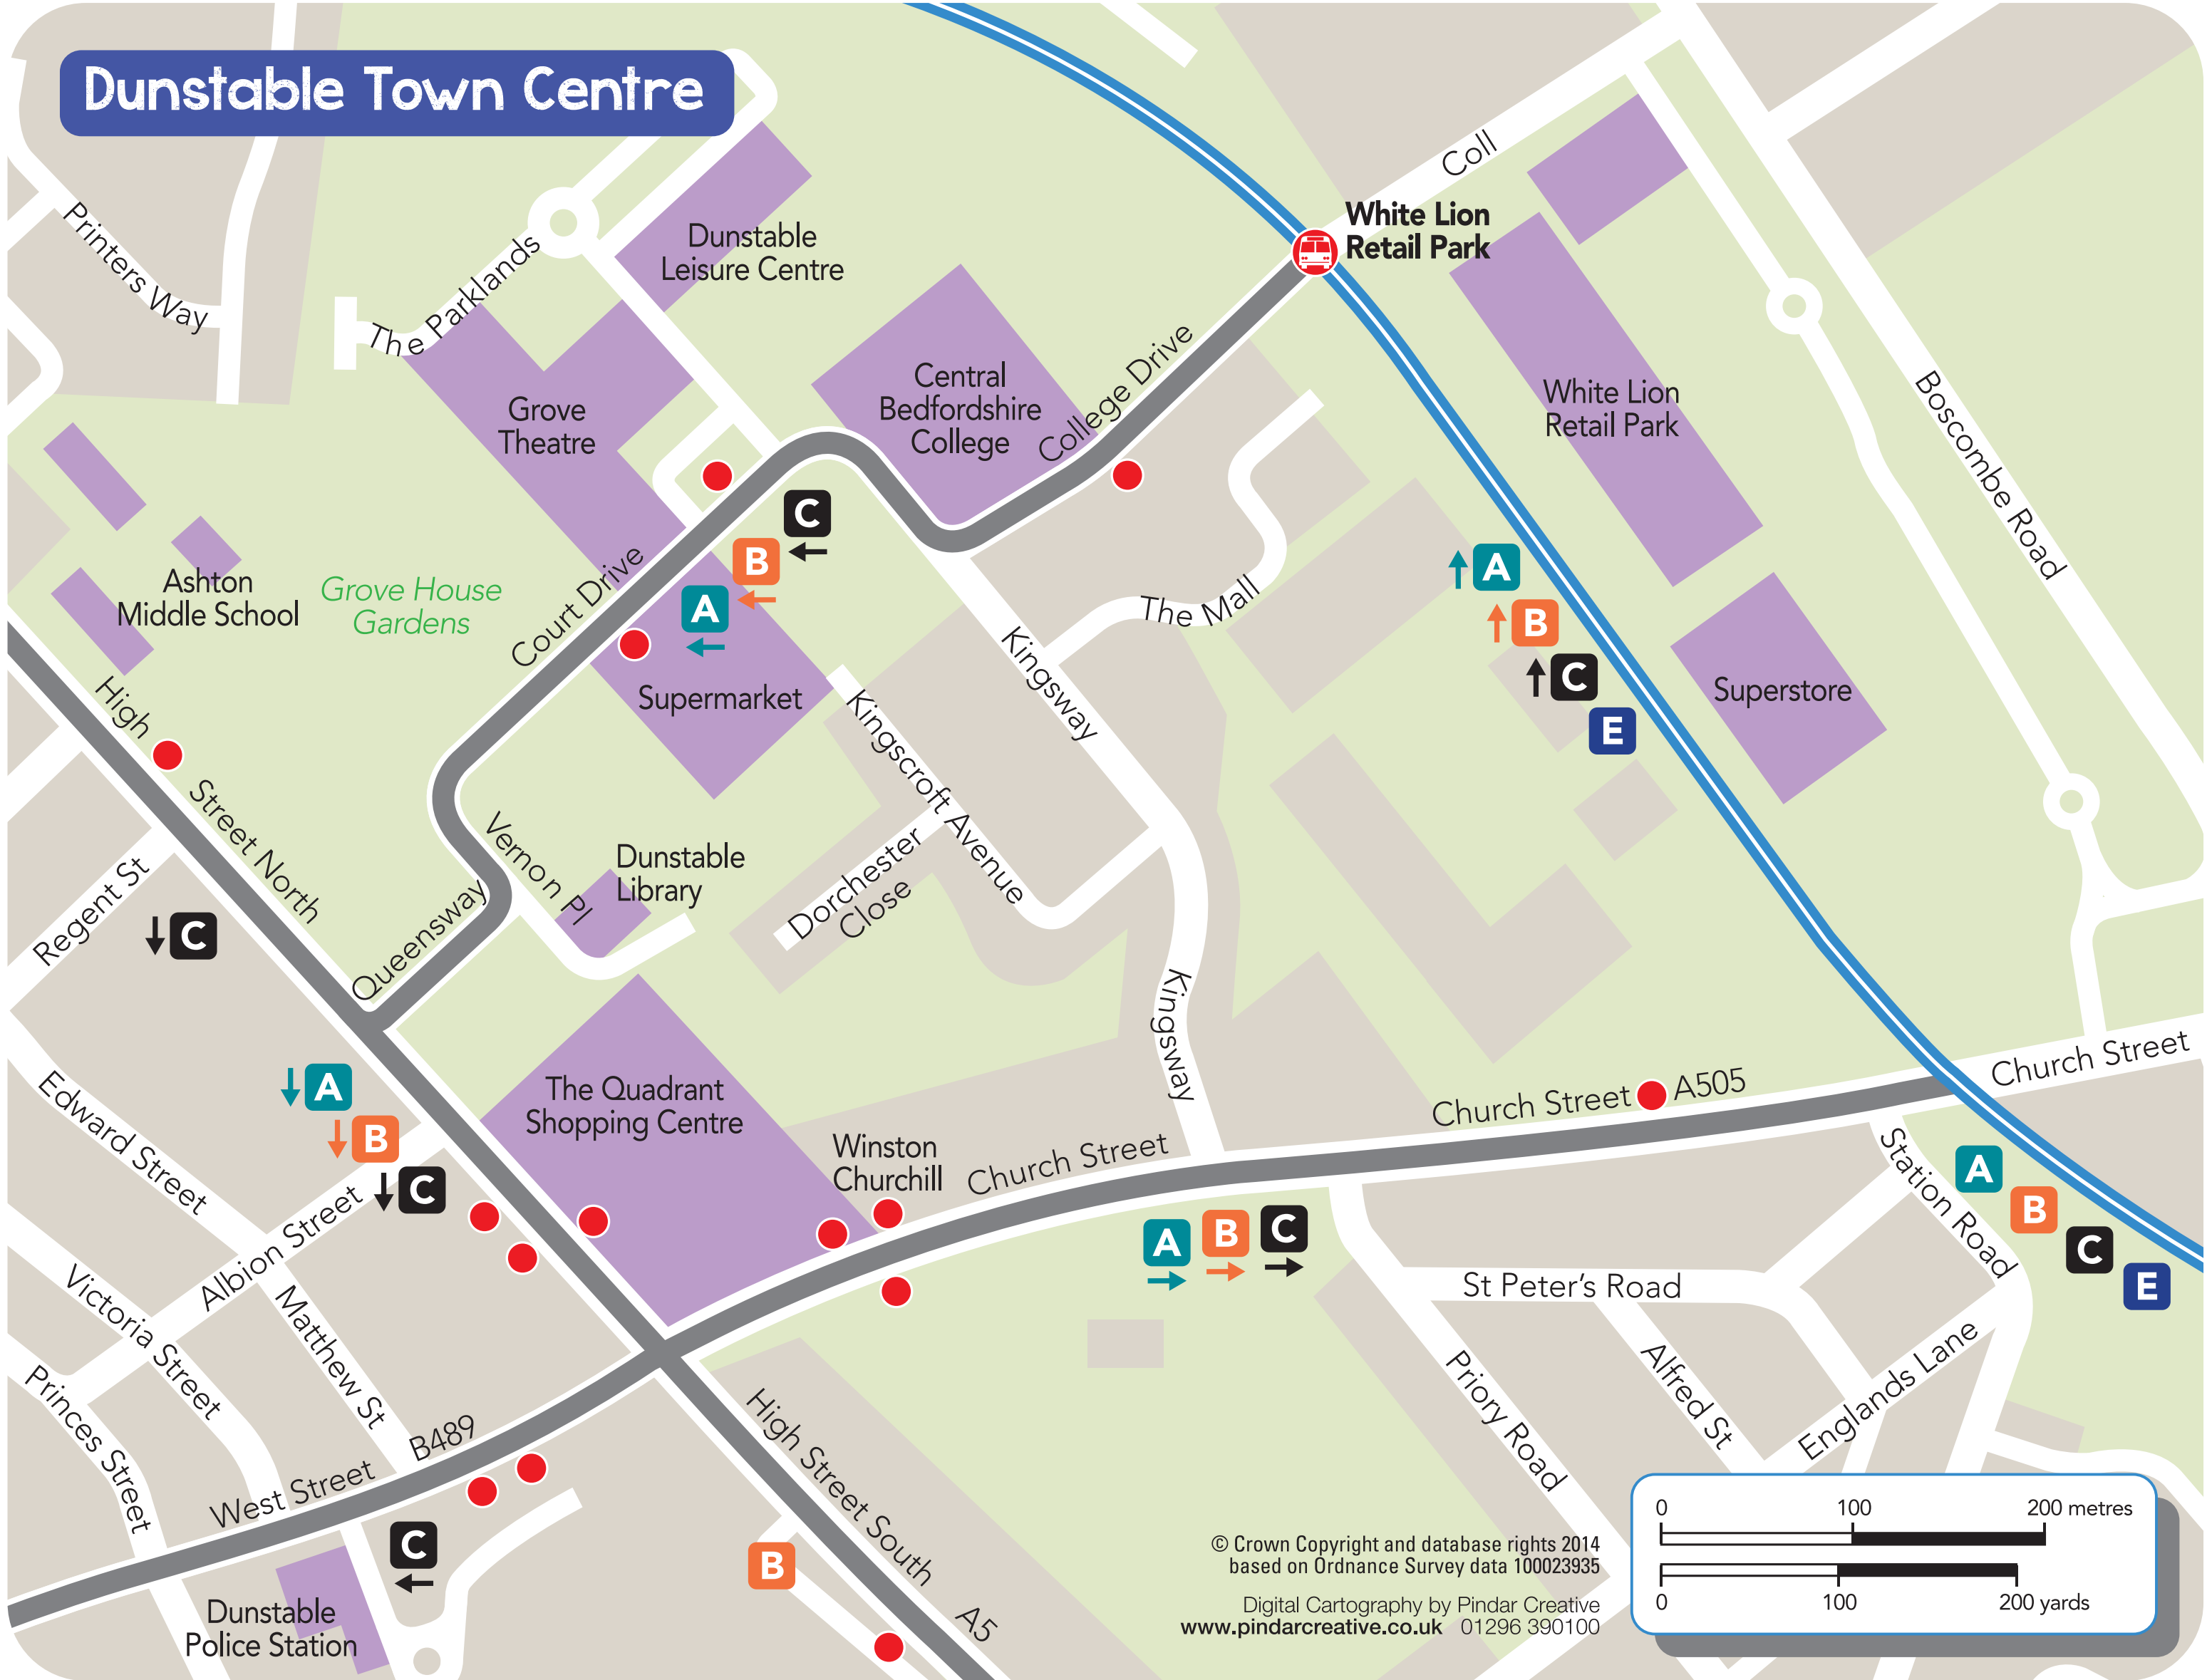 Dunstable Town Centre
Coll
White Lion
Retail Park
Printers Way
Dunstable
Leisure Centre
The Parklands
College Drive
Central
Bedfordshire
College
Grove
Theatre
White Lion
Retail Park
Boscombe Road
C
B
A
Court Drive
Ashton
Middle School
Grove House
Gardens
The Mall
A
B
C
E
Kingsway
Supermarket
Superstore
High
Street North
Kingscroft Avenue
Vernon Pl
Dunstable
Library
Dorchester
Close
Regent St
C
Queensway
Kingsway
Church Street
Edward Street
A
B
C
The Quadrant
Shopping Centre
Winston
Churchill
Church Street
Church Street
A505
Station Road
A
B
C
E
A
B
C
Albion Street
Victoria Street
Matthew St
St Peter's Road
Princes Street
B489
West Street
High Street South
Priory Road
Alfred St
Englands Lane
C
B
A5
Dunstable
Police Station
© Crown Copyright and database rights 2014
based on Ordnance Survey data 100023935
Digital Cartography by Pindar Creative
www.pindarcreative.co.uk 01296 390100
0 100 200 metres
0 100 200 yards